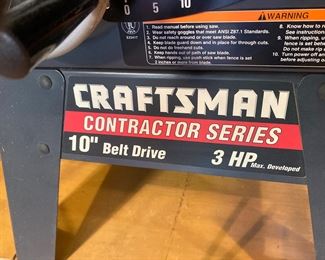 0 5 10
WARNING
1. Read manual before using saw.
2. Wear safety goggles that meet ANSI Z87.1 Standards.
3. Do not reach around or over saw blade.
4. Keep blade guard down and in place for through cuts.
5. Do not do freehand cuts.
6. Keep hands out of path of saw blade.
7. When ripping, use push stick when fence is set
2 inches or more from blade.
8. Know how to
9. When ripping,
fence is set
Do not make
10. Turn power off
before adjusting
CRAFTSMAN
CONTRACTOR SERIES
10" Belt Drive 3 HP
Max. Developed